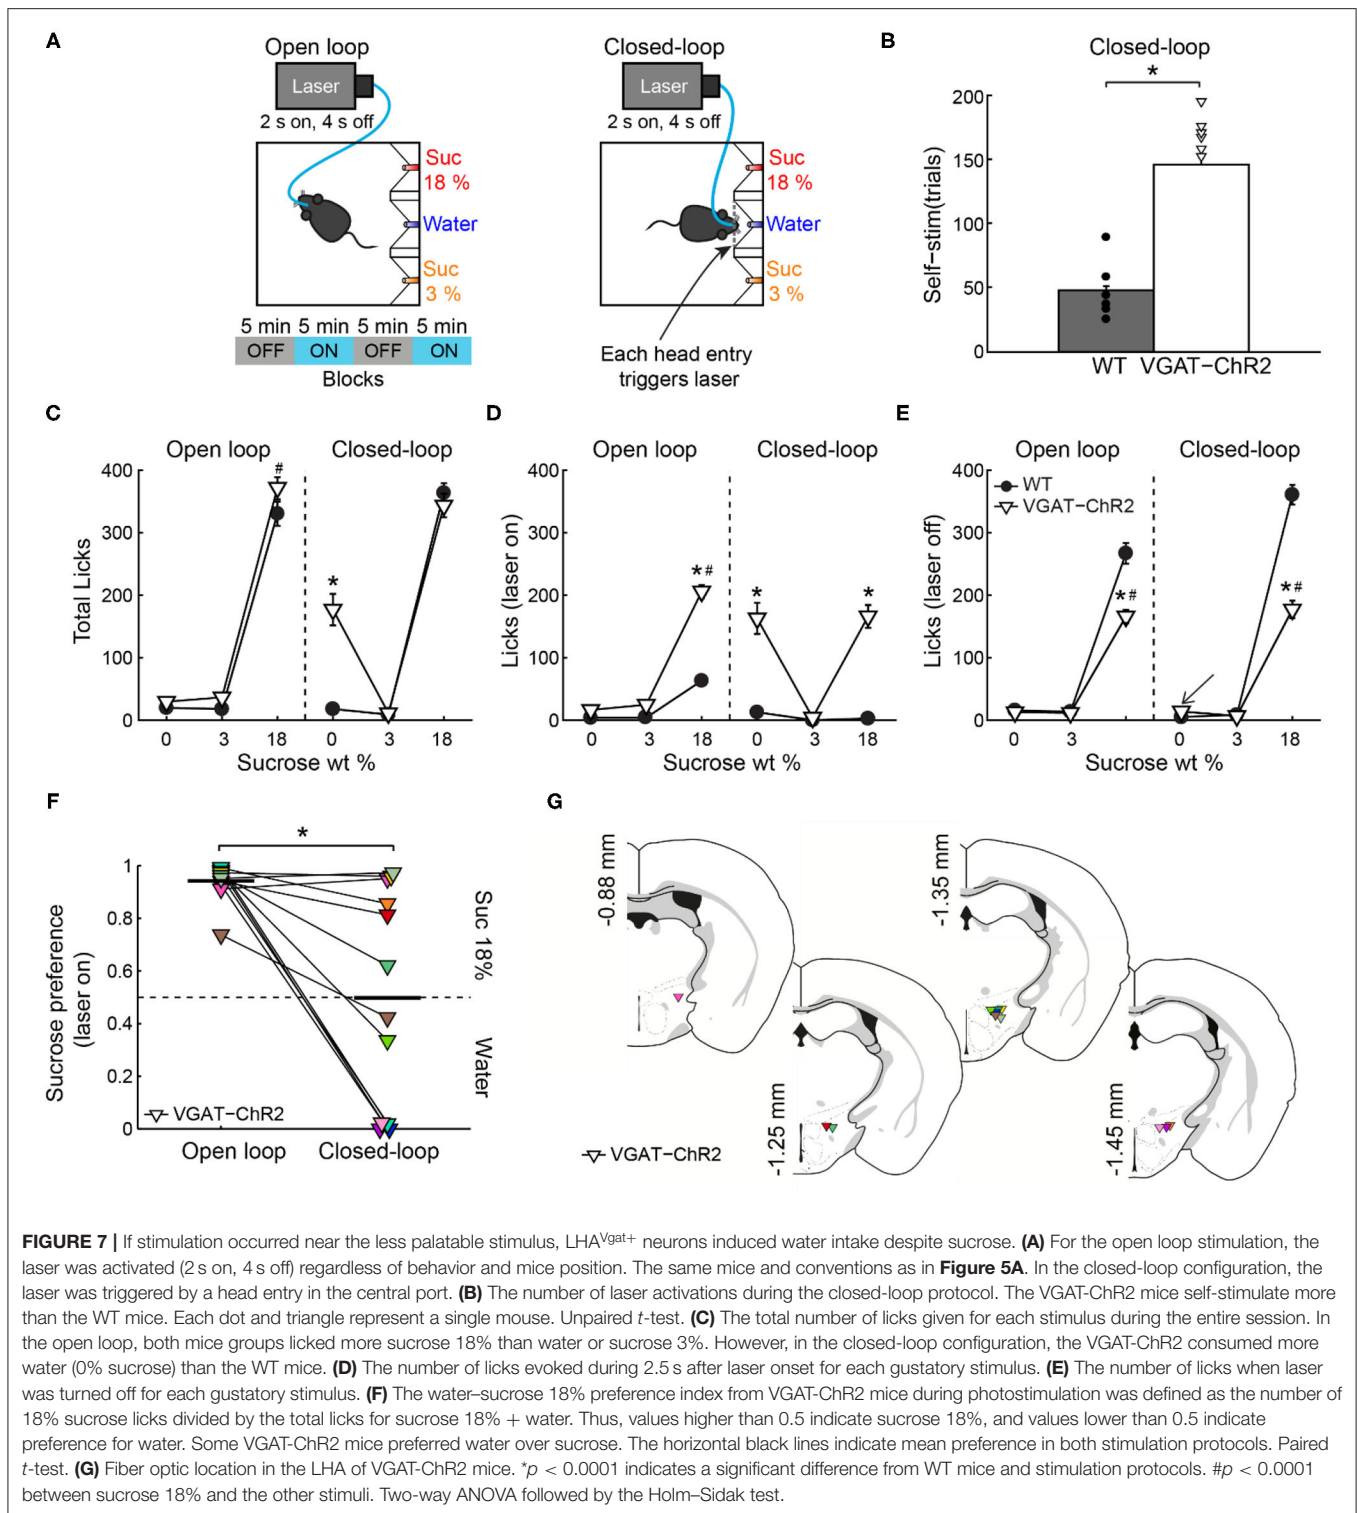 A
Open loop
Laser
2 s on, 4 s off
Suc
18 %
Water
Suc
3 %
5 min 5 min 5 min 5 min
OFF ON OFF ON
Blocks
Closed-loop
Laser
2 s on, 4 s off
Suc
18 %
Water
Suc
3 %
Each head entry
triggers laser
B
Closed-loop
*
Self−stim(trials)
200
150
100
50
0
WT VGAT−ChR2
C
Open loop Closed-loop
Total Licks
400
300
200
100
0
#
*
0 3 18 0 3 18
Sucrose wt %
D
Open loop Closed-loop
Licks (laser on)
400
300
200
100
0
*#
* *
0 3 18 0 3 18
Sucrose wt %
E
Open loop Closed-loop
Licks (laser off)
400
300
200
100
0
WT
VGAT−ChR2
*#
*#
0 3 0 3 18
Sucrose wt %
F
*
Sucrose preference
(laser on)
1
0.8
0.6
0.4
0.2
0
Suc 18%
Water
VGAT−ChR2
Open loop Closed-loop
G
-0.88 mm
-1.25 mm
-1.35 mm
-1.45 mm
VGAT−ChR2
FIGURE 7 | If stimulation occurred near the less palatable stimulus, LHAVgat+ neurons induced water intake despite sucrose. (A) For the open loop stimulation, the
laser was activated (2 s on, 4 s off) regardless of behavior and mice position. The same mice and conventions as in Figure 5A. In the closed-loop configuration, the
laser was triggered by a head entry in the central port. (B) The number of laser activations during the closed-loop protocol. The VGAT-ChR2 mice self-stimulate more
than the WT mice. Each dot and triangle represent a single mouse. Unpaired t-test. (C) The total number of licks given for each stimulus during the entire session. In
the open loop, both mice groups licked more sucrose 18% than water or sucrose 3%. However, in the closed-loop configuration, the VGAT-ChR2 consumed more
water (0% sucrose) than the WT mice. (D) The number of licks evoked during 2.5 s after laser onset for each gustatory stimulus. (E) The number of licks when laser
was turned off for each gustatory stimulus. (F) The water–sucrose 18% preference index from VGAT-ChR2 mice during photostimulation was defined as the number of
18% sucrose licks divided by the total licks for sucrose 18% + water. Thus, values higher than 0.5 indicate sucrose 18%, and values lower than 0.5 indicate
preference for water. Some VGAT-ChR2 mice preferred water over sucrose. The horizontal black lines indicate mean preference in both stimulation protocols. Paired
t-test. (G) Fiber optic location in the LHA of VGAT-ChR2 mice. *p < 0.0001 indicates a significant difference from WT mice and stimulation protocols. #p < 0.0001
between sucrose 18% and the other stimuli. Two-way ANOVA followed by the Holm–Sidak test.